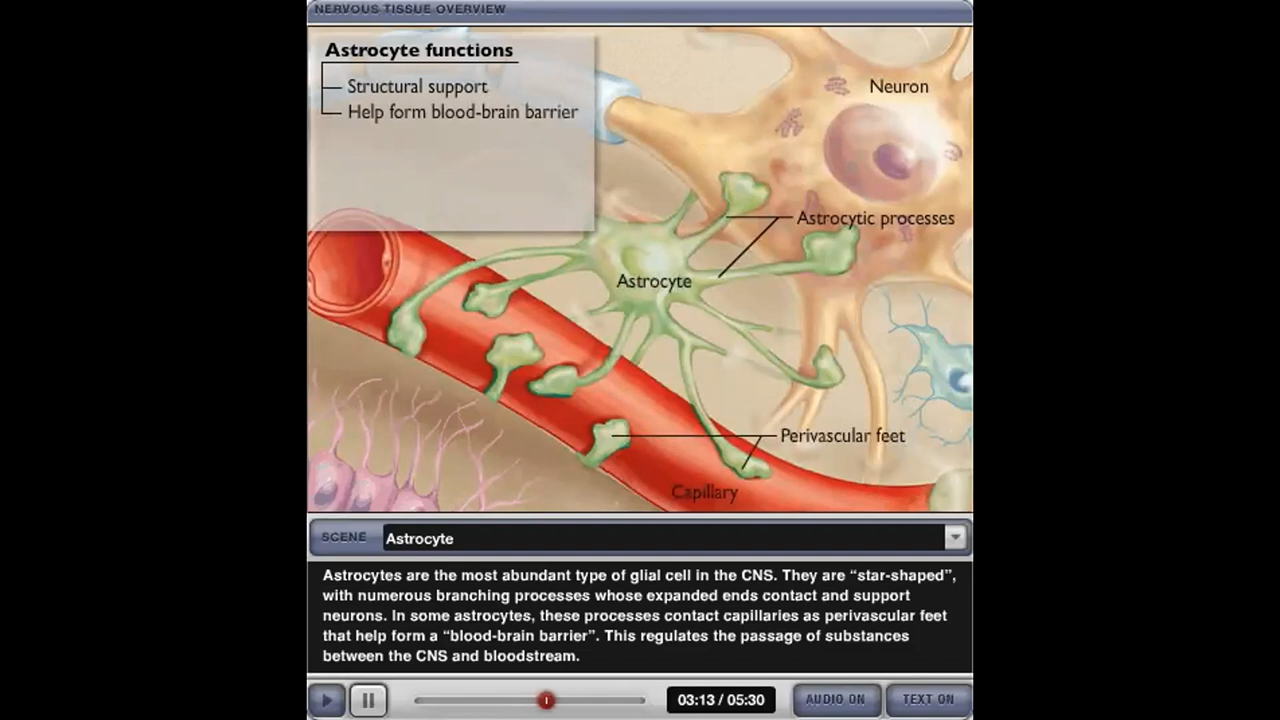 NERVOUS TISSUE OVERVIEW
Astrocyte functions
Structural support
Help form blood-brain barrier
Neuron
Astrocytic processes
Astrocyte
Perivascular feet
Capillary
SCENE Astrocyte
Astrocytes are the most abundant type of glial cell in the CNS. They are “star-shaped”,
with numerous branching processes whose expanded ends contact and support
neurons. In some astrocytes, these processes contact capillaries as perivascular feet
that help form a “blood-brain barrier”. This regulates the passage of substances
between the CNS and bloodstream.
03:13 / 05:30 AUDIO ON TEXT ON